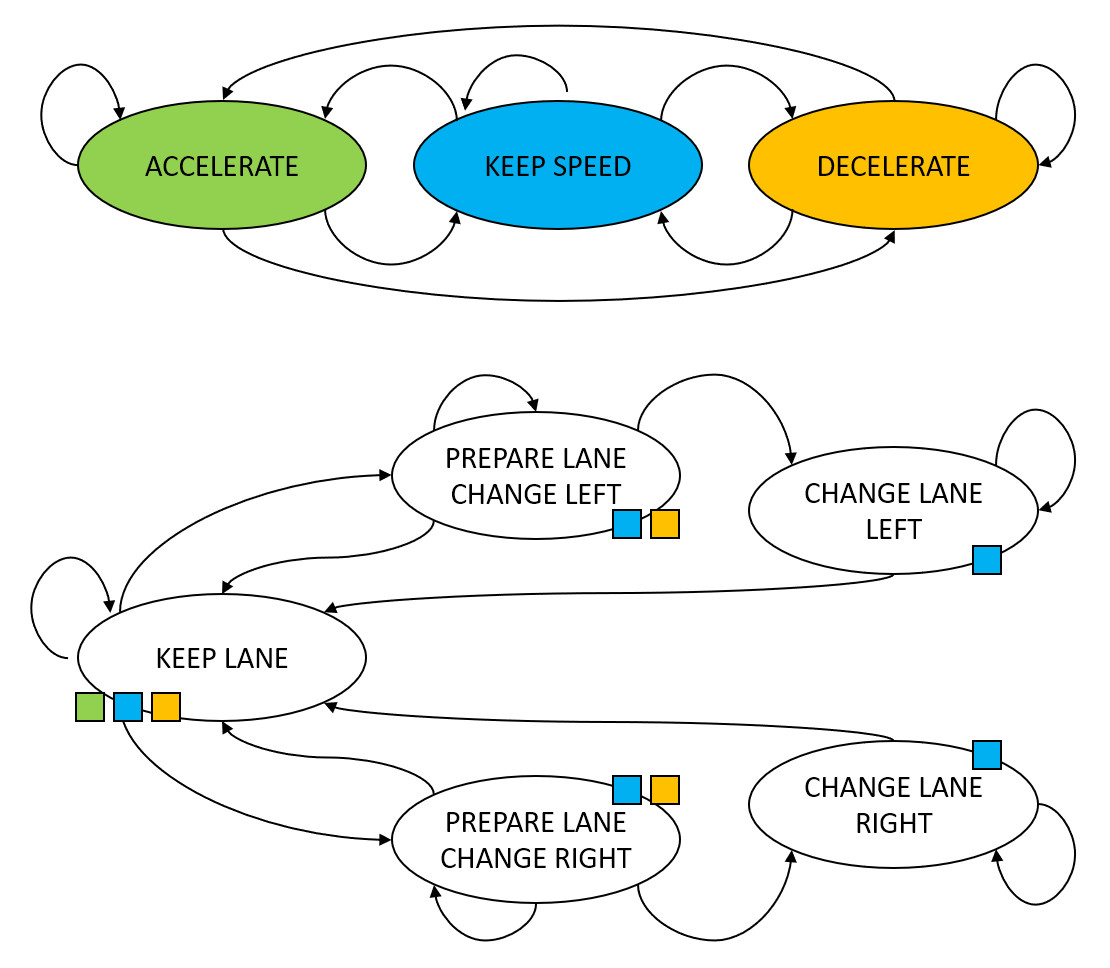 ACCELERATE
KEEP SPEED
DECELERATE
PREPARE LANE
CHANGE LEFT
CHANGE LANE
LEFT
KEEP LANE
PREPARE LANE
CHANGE RIGHT
CHANGE LANE
RIGHT